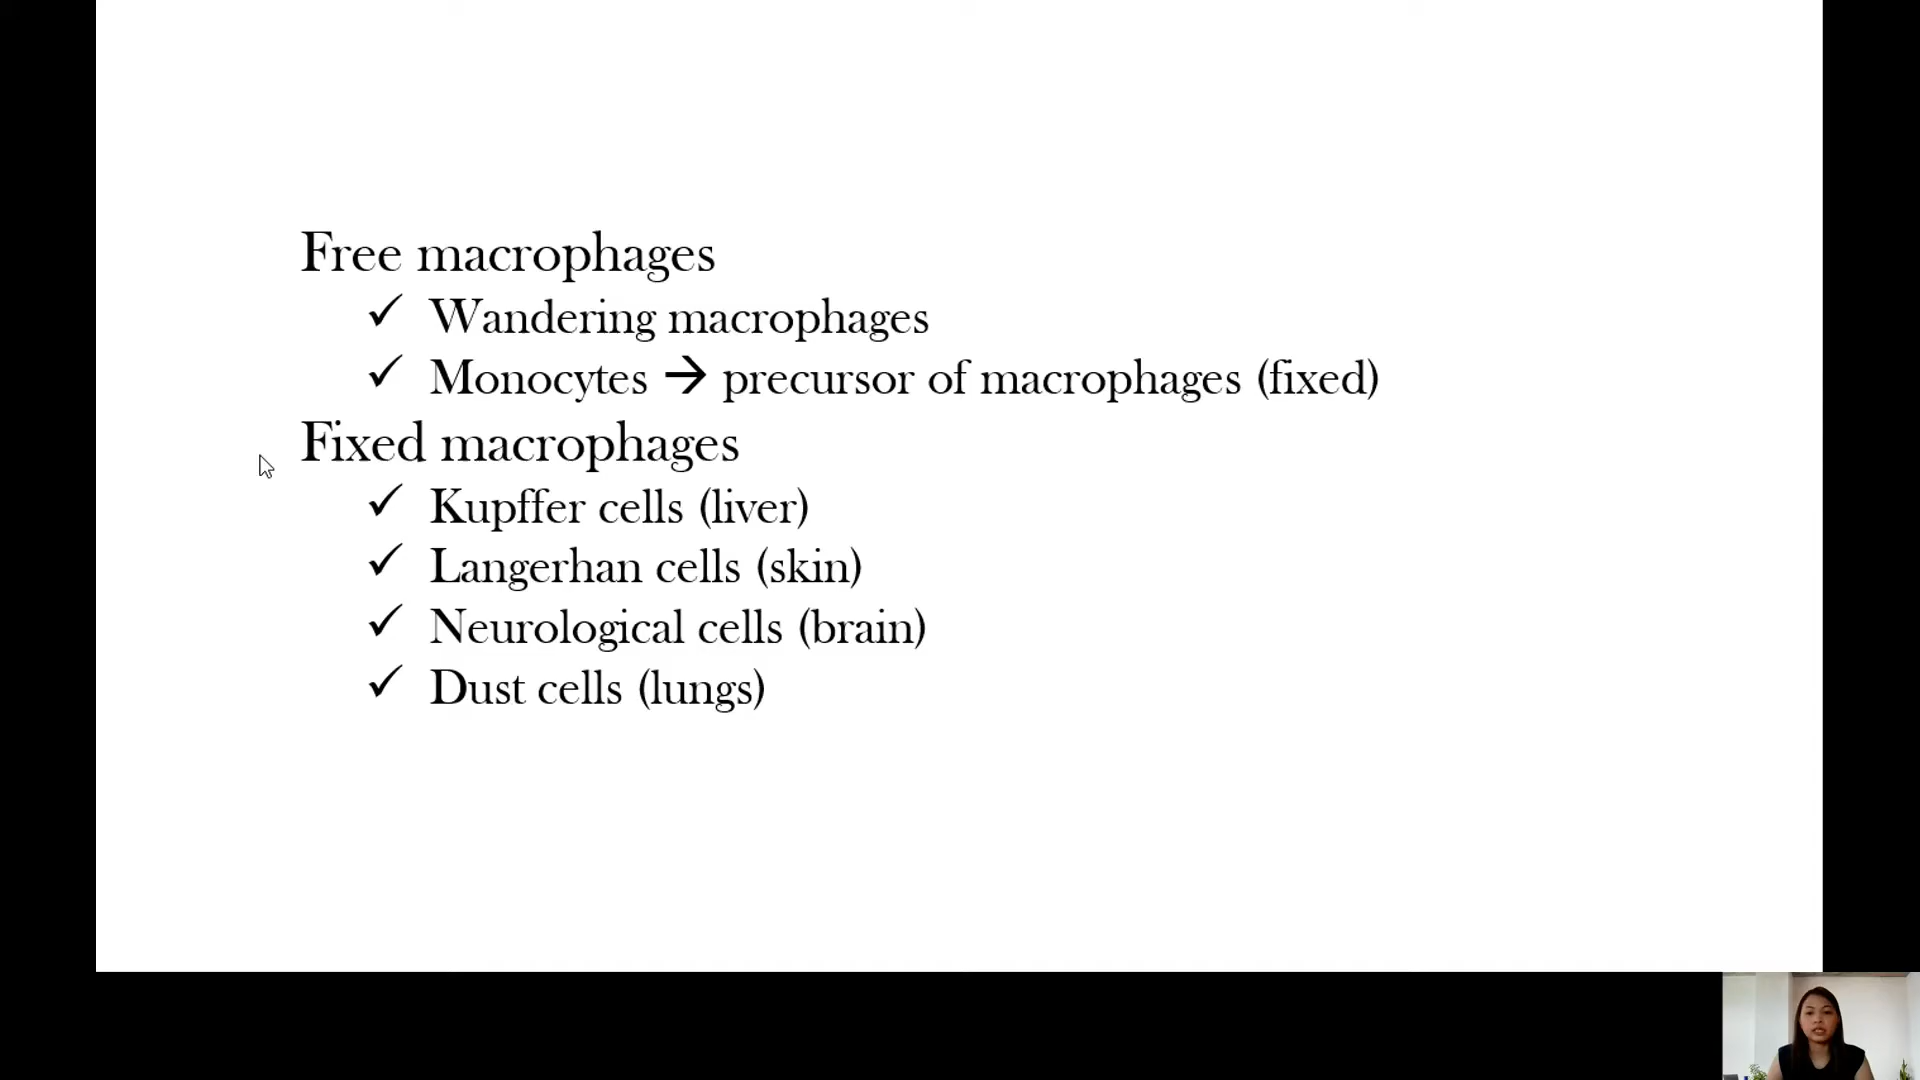 Free macrophages
✓ Wandering macrophages
✓ Monocytes → precursor of macrophages (fixed)
Fixed macrophages
✓ Kupffer cells (liver)
✓ Langerhan cells (skin)
✓ Neurological cells (brain)
✓ Dust cells (lungs)